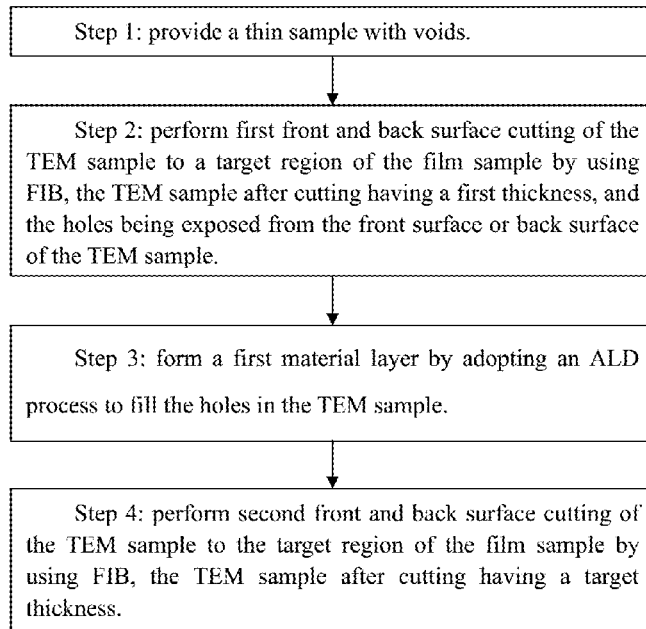 Step 1: provide a thin sample with voids.
Step 2: perform first front and back surface cutting of the
TEM sample to a target region of the film sample by using
FIB, the TEM sample after cutting having a first thickness, and
the holes being exposed from the front surface or back surface
of the TEM sample.
Step 3: form a first material layer by adopting an ALD
process to fill the holes in the TEM sample.
Step 4: perform second front and back surface cutting of
the TEM sample to the target region of the film sample by
using FIB, the TEM sample after cutting having a target
thickness.